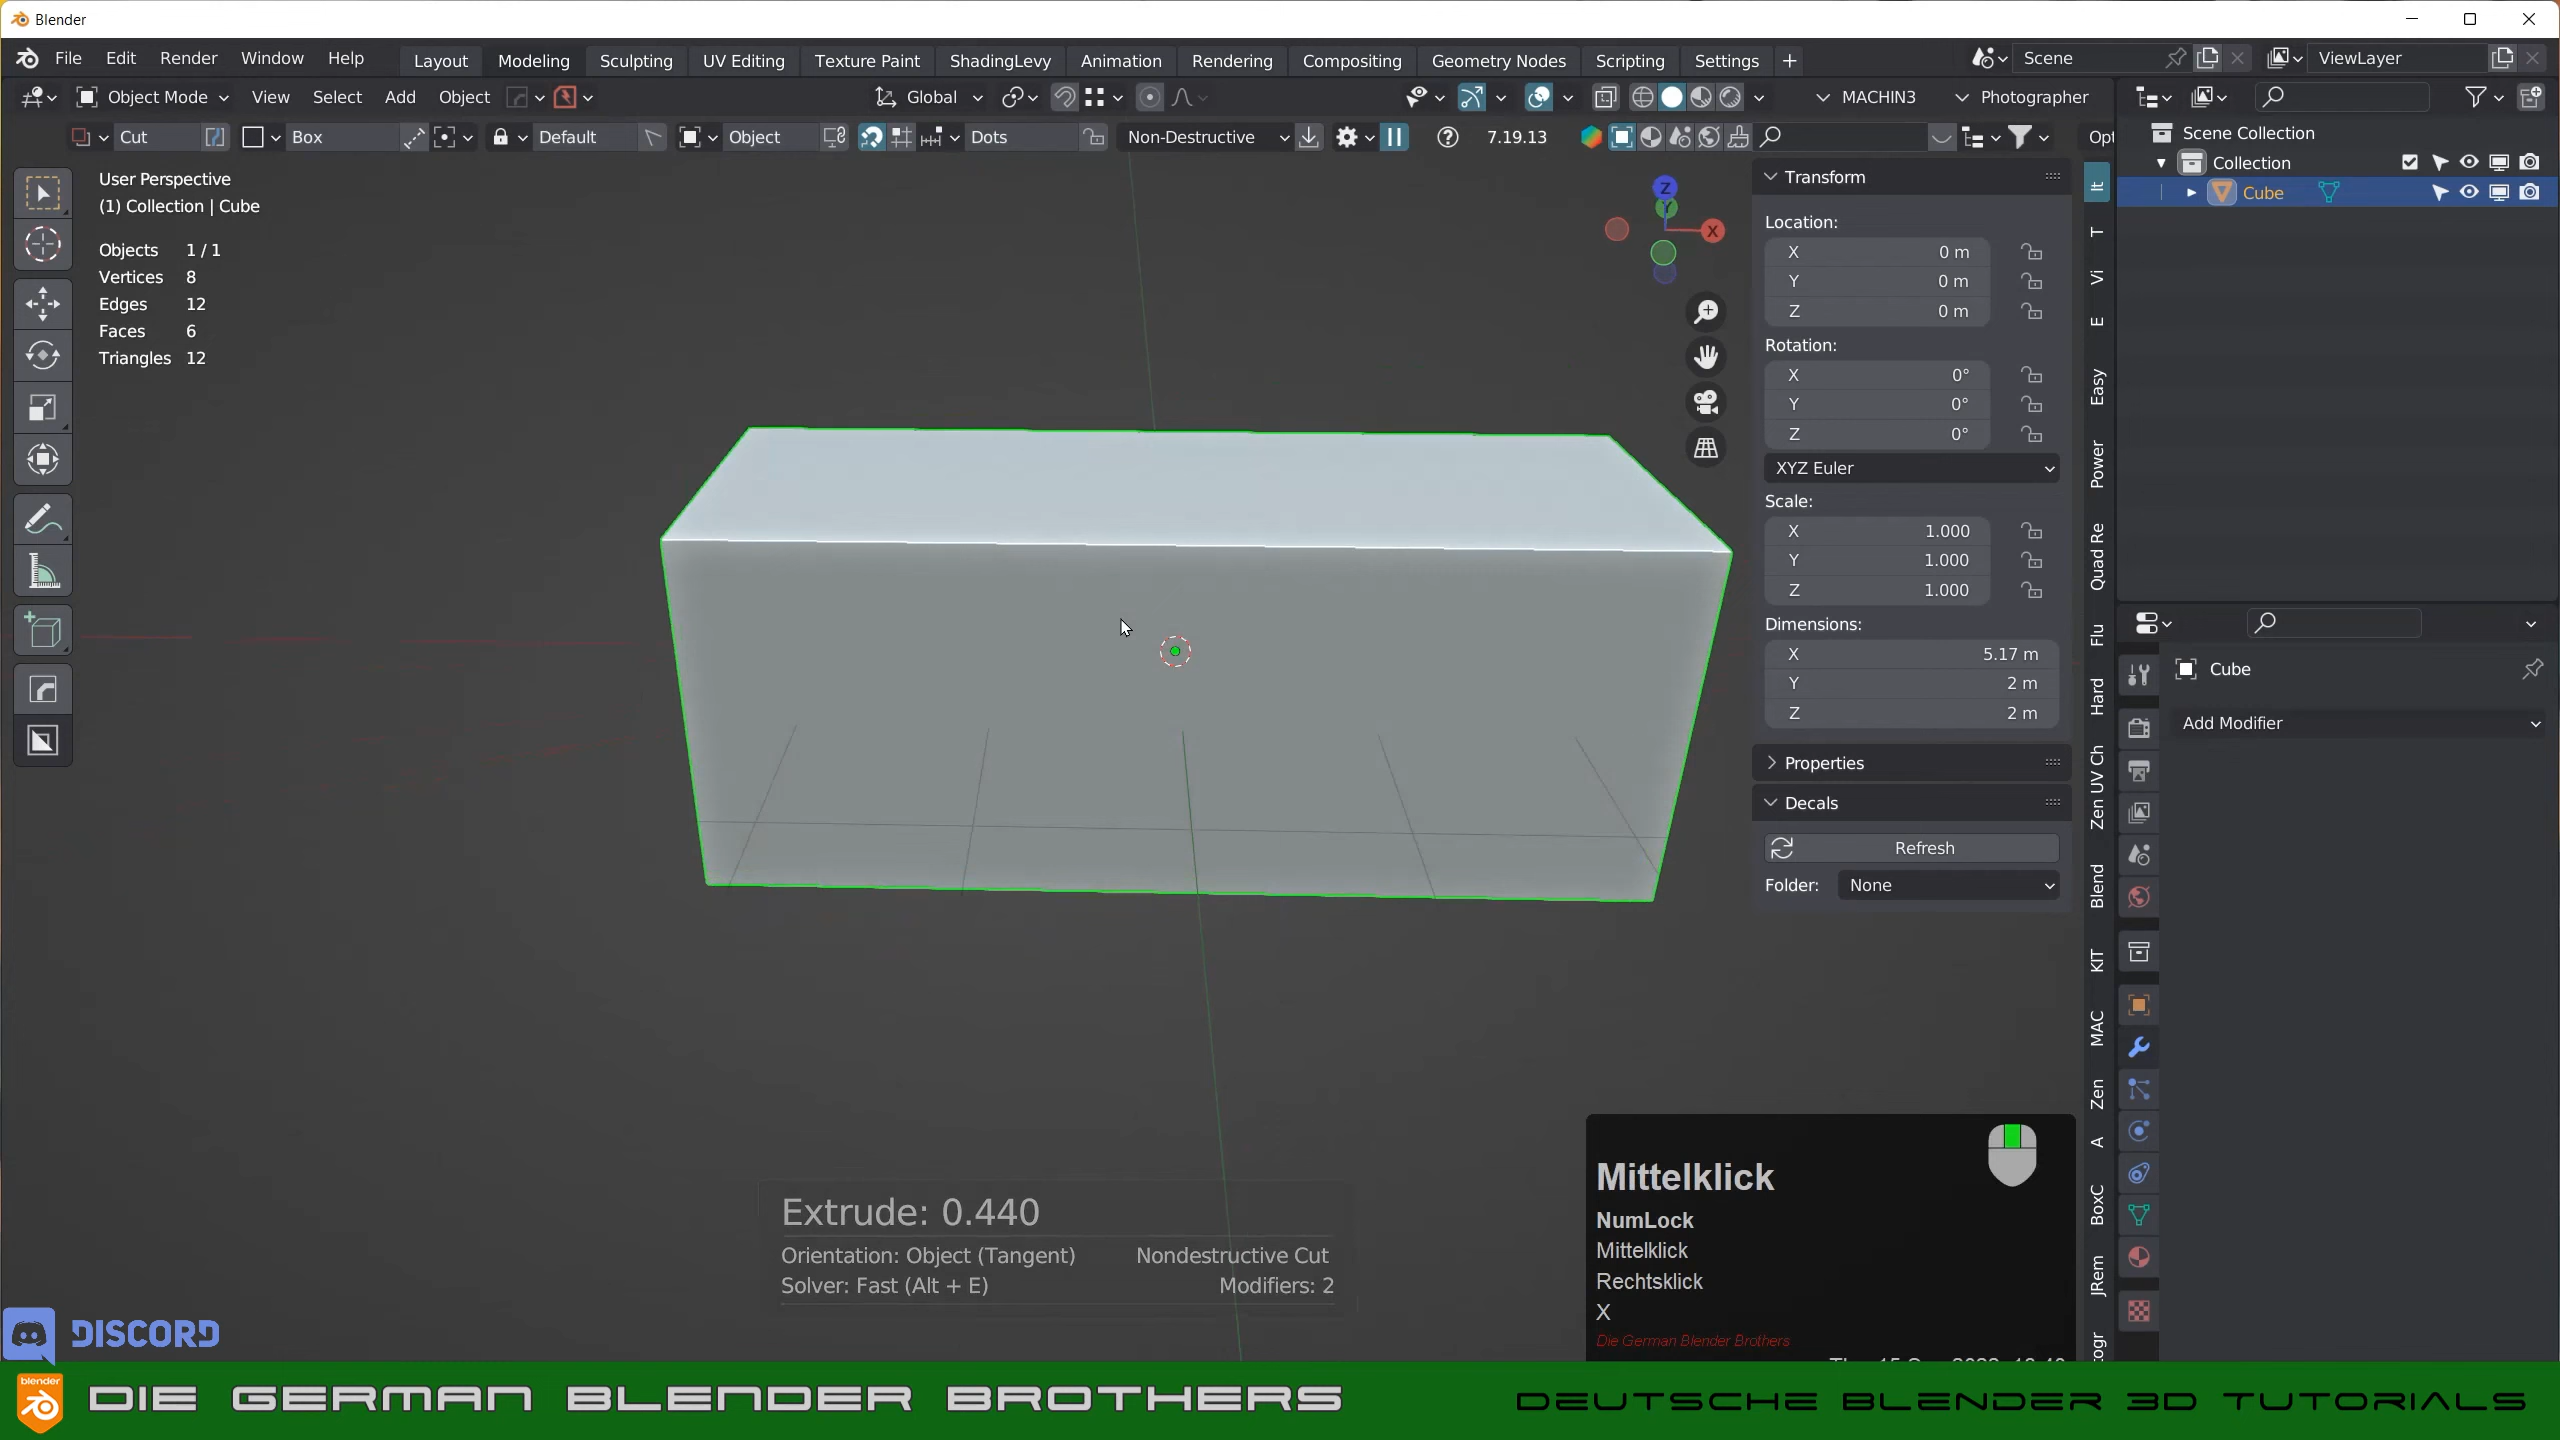 Blender
File Edit Render Window Help
Layout Modeling Sculpting UV Editing Texture Paint ShadingLevy Animation Rendering Compositing Geometry Nodes Scripting Settings +
Scene
ViewLayer
Object Mode View Select Add Object
Global
MACHIN3
Photographer
Cut
Box
Default
Object
Dots
Non-Destructive
7.19.13
Opt
User Perspective
(1) Collection | Cube
Objects 1 / 1
Vertices 8
Edges 12
Faces 6
Triangles 12
Z
Y
X
Transform
Location:
X 0 m
Y 0 m
Z 0 m
Rotation:
X 0°
Y 0°
Z 0°
XYZ Euler
Scale:
X 1.000
Y 1.000
Z 1.000
Dimensions:
X 5.17 m
Y 2 m
Z 2 m
Properties
Decals
Refresh
Folder: None
It
T
Vi
E
Easy
Power
Quad Re
Flu
Hard
Zen UV Ch
Blend
KIT
MAC
Zen
A
BoxC
JRem
togr
Scene Collection
Collection
Cube
Cube
Add Modifier
Extrude: 0.440
Orientation: Object (Tangent) Nondestructive Cut
Solver: Fast (Alt + E) Modifiers: 2
Mittelklick
NumLock
Mittelklick
Rechtsklick
X
Die German Blender Brothers
DISCORD
blender
DIE GERMAN BLENDER BROTHERS
DEUTSCHE BLENDER 3D TUTORIALS